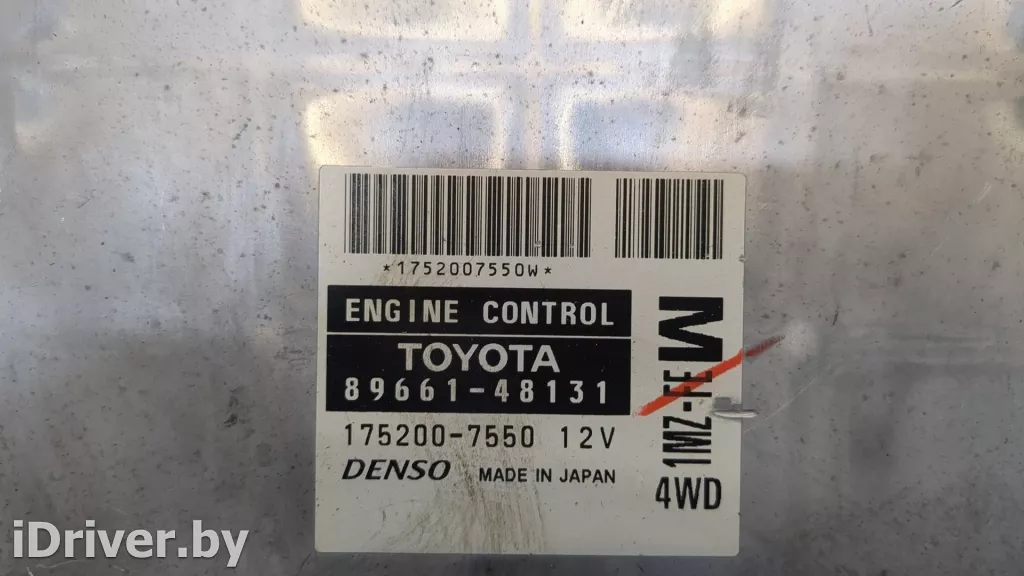 *1752007550W*
ENGINE CONTROL
TOYOTA
89661-48131
175200-7550 12V
DENSO MADE IN JAPAN
M
1MZ-FE
4WD
iDriver.by